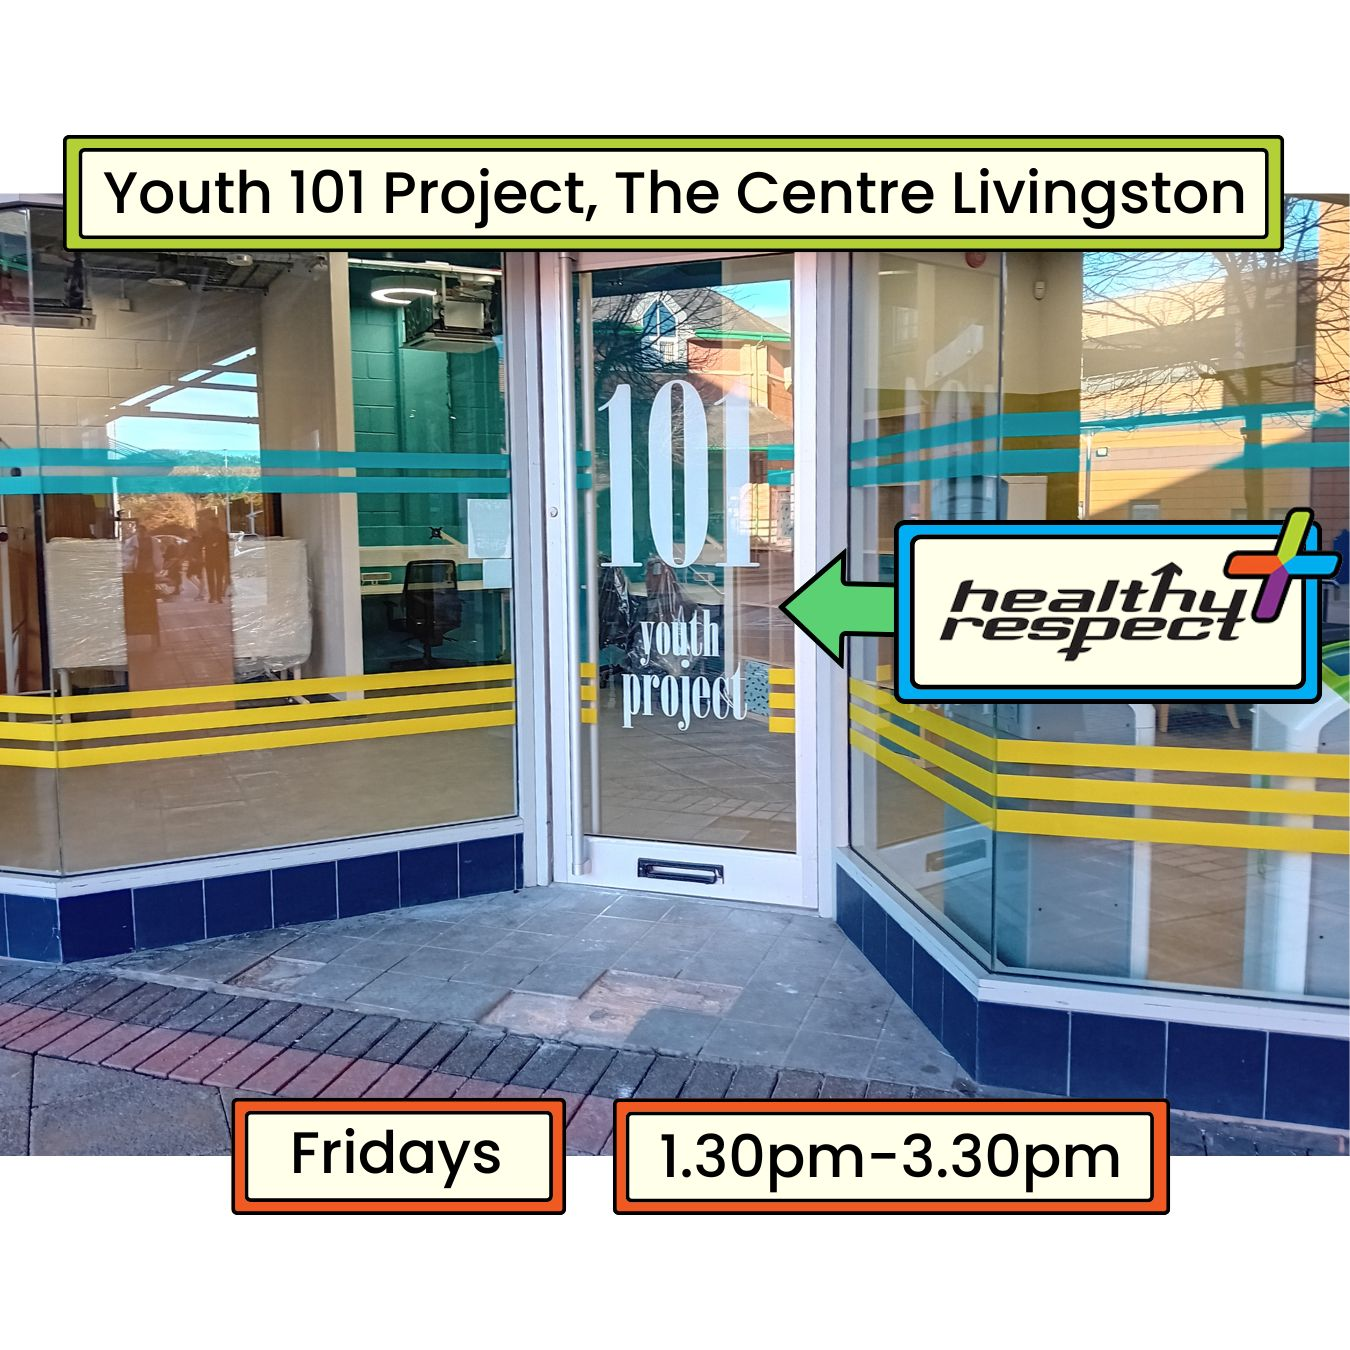 Youth 101 Project, The Centre Livingston
101
youth
project
healthy
respect
Fridays
1.30pm-3.30pm